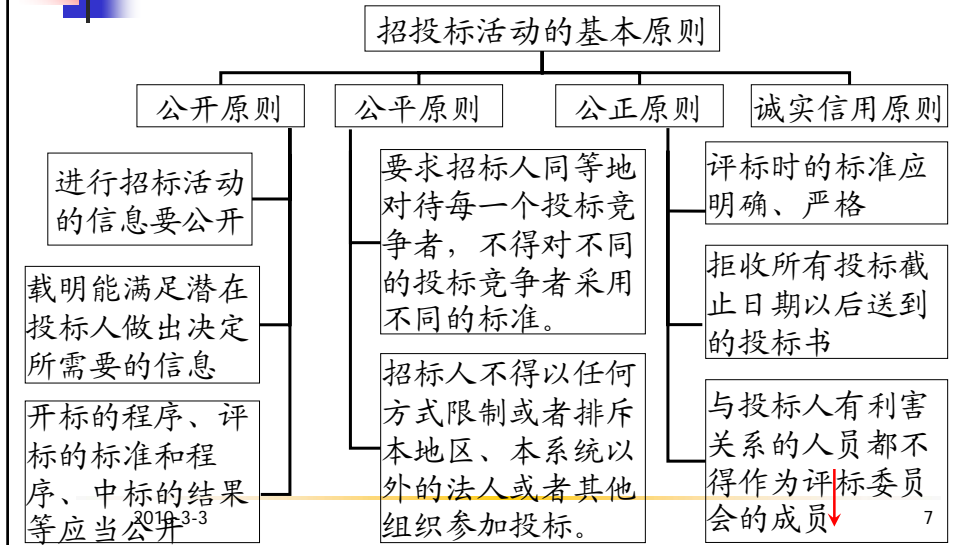 招投标活动的基本原则
公开原则
公平原则
公正原则
诚实信用原则
进行招标活动
的信息要公开
载明能满足潜在
投标人做出决定
所需要的信息
开标的程序、评
标的标准和程
序、中标的结果
等应当公开
要求招标人同等地
对待每一个投标竞
争者，不得对不同
的投标竞争者采用
不同的标准。
招标人不得以任何
方式限制或者排斥
本地区、本系统以
外的法人或者其他
组织参加投标。
评标时的标准应
明确、严格
拒收所有投标截
止日期以后送到
的投标书
与投标人有利害
关系的人员都不
得作为评标委员
会的成员
2010-3-3
7